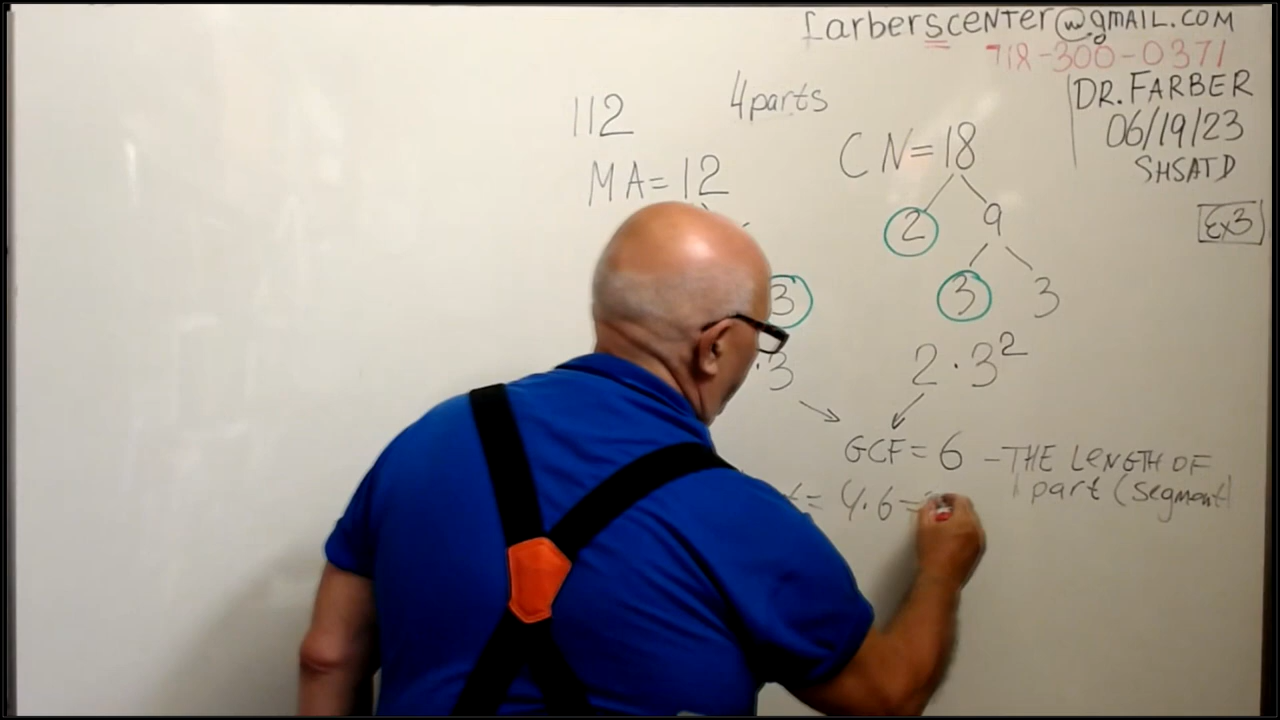 farberscenter@gmail.com
718-300-0371
DR. FARBER
06/19/23
SHSATD
Ex3
112
4parts
MA=12
CN=18
2
9
3
3
3
·3
2·3²
GCF=6 -THE LENGTH OF
1 part (segment)
= 4·6=